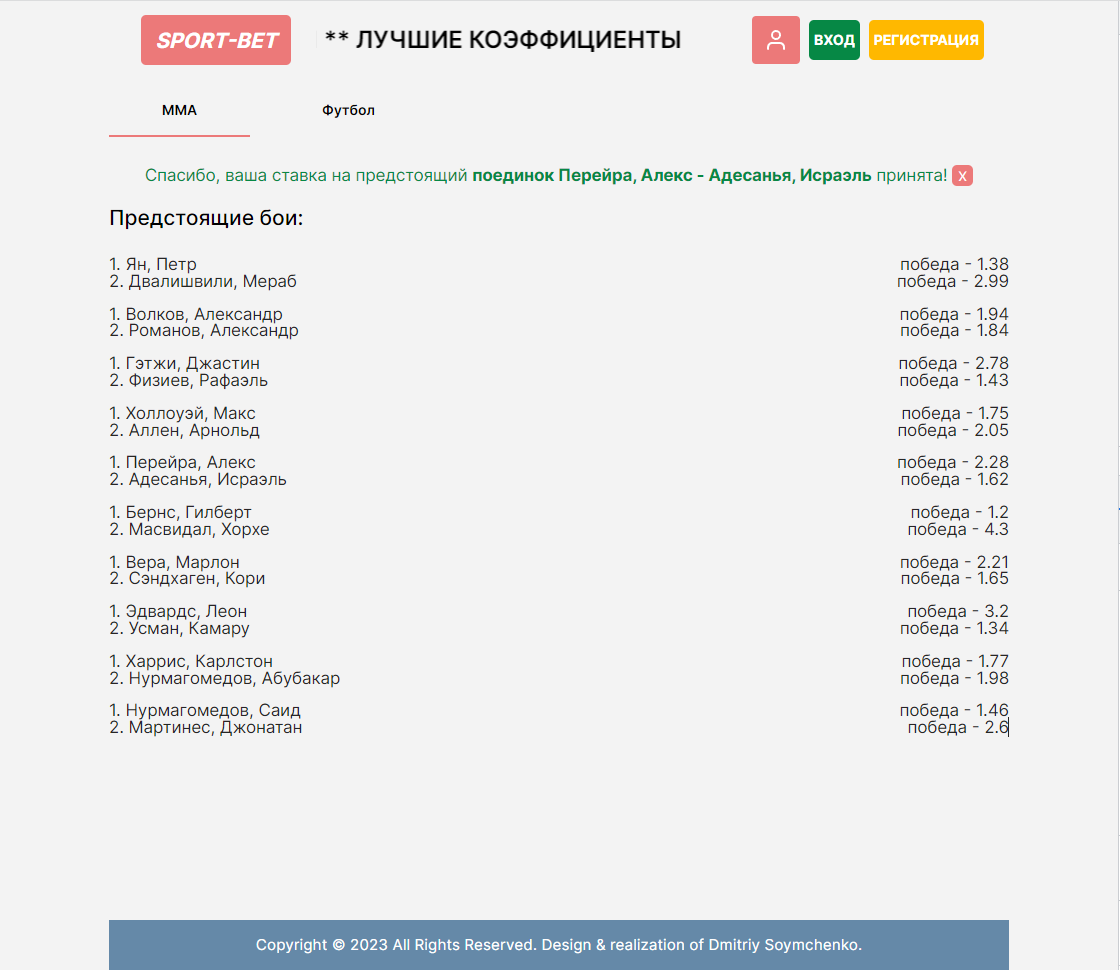 SPORT-BET
** ЛУЧШИЕ КОЭФФИЦИЕНТЫ
ВХОД
РЕГИСТРАЦИЯ
ММА
Футбол
Спасибо, ваша ставка на предстоящий поединок Перейра, Алекс - Адесанья, Исраэль принята! X
Предстоящие бои:
1. Ян, Петр победа - 1.38
2. Двалишвили, Мераб победа - 2.99
1. Волков, Александр победа - 1.94
2. Романов, Александр победа - 1.84
1. Гэтжи, Джастин победа - 2.78
2. Физиев, Рафаэль победа - 1.43
1. Холлоуэй, Макс победа - 1.75
2. Аллен, Арнольд победа - 2.05
1. Перейра, Алекс победа - 2.28
2. Адесанья, Исраэль победа - 1.62
1. Бернс, Гилберт победа - 1.2
2. Масвидал, Хорхе победа - 4.3
1. Вера, Марлон победа - 2.21
2. Сэндхаген, Кори победа - 1.65
1. Эдвардс, Леон победа - 3.2
2. Усман, Камару победа - 1.34
1. Харрис, Карлстон победа - 1.77
2. Нурмагомедов, Абубакар победа - 1.98
1. Нурмагомедов, Саид победа - 1.46
2. Мартинес, Джонатан победа - 2.6
Copyright © 2023 All Rights Reserved. Design & realization of Dmitriy Soymchenko.